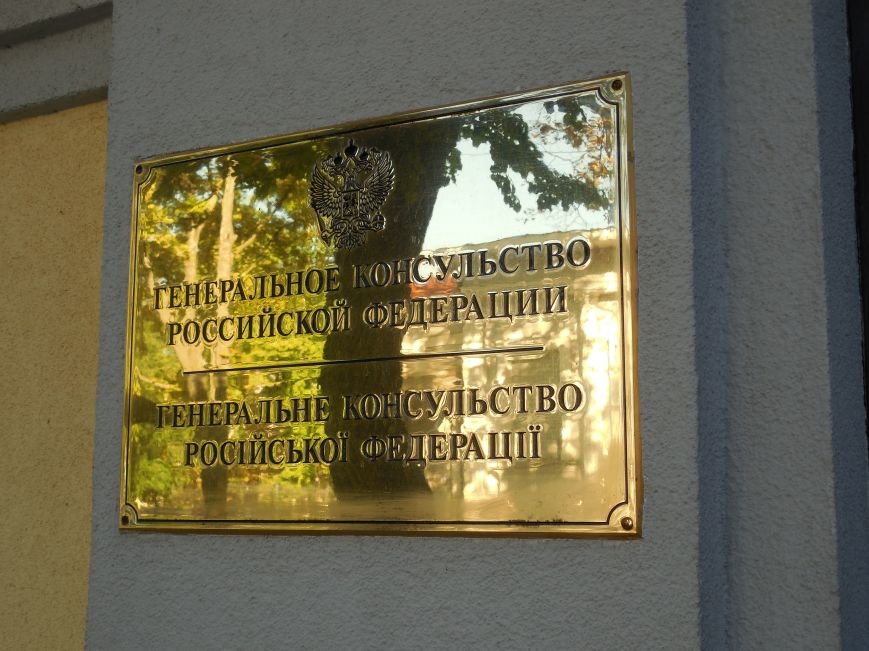 ГЕНЕРАЛЬНОЕ КОНСУЛЬСТВО
РОССИЙСКОЙ ФЕДЕРАЦИИ
ГЕНЕРАЛЬНЕ КОНСУЛЬСТВО
РОСІЙСЬКОЇ ФЕДЕРАЦІЇ